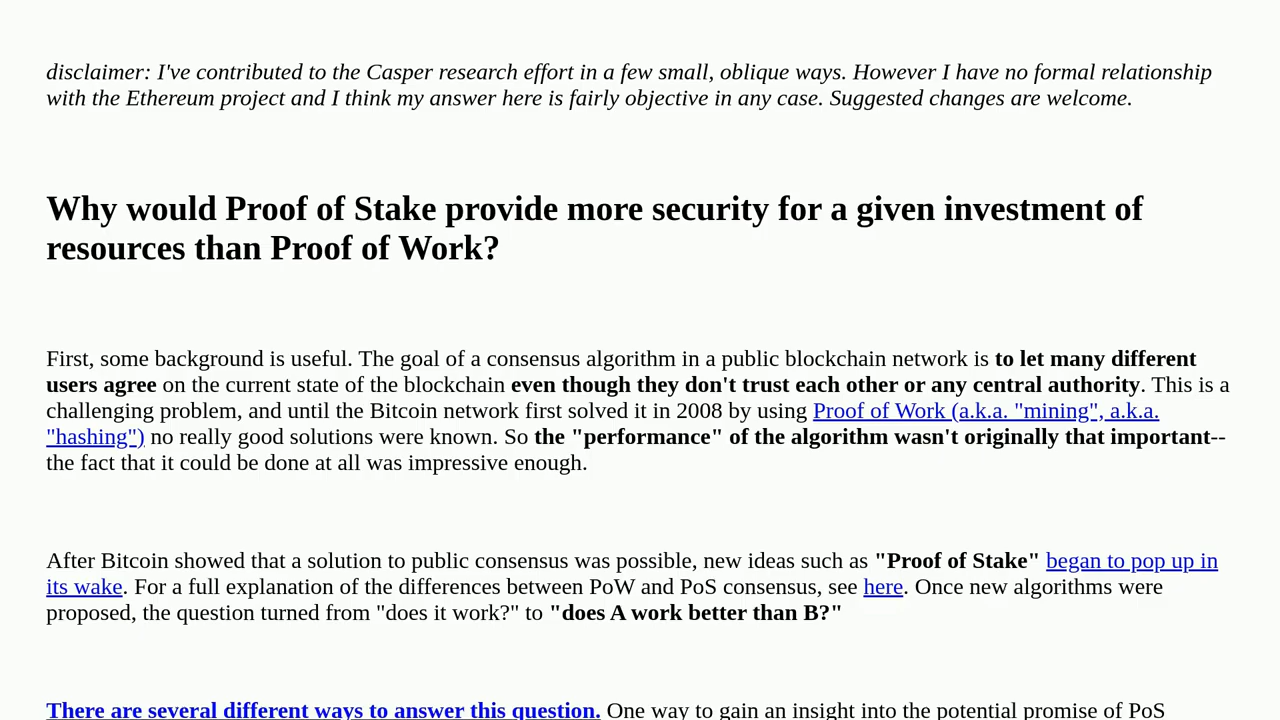 disclaimer: I've contributed to the Casper research effort in a few small, oblique ways. However I have no formal relationship
with the Ethereum project and I think my answer here is fairly objective in any case. Suggested changes are welcome.
Why would Proof of Stake provide more security for a given investment of
resources than Proof of Work?
First, some background is useful. The goal of a consensus algorithm in a public blockchain network is to let many different
users agree on the current state of the blockchain even though they don't trust each other or any central authority. This is a
challenging problem, and until the Bitcoin network first solved it in 2008 by using Proof of Work (a.k.a. "mining", a.k.a.
"hashing") no really good solutions were known. So the "performance" of the algorithm wasn't originally that important--
the fact that it could be done at all was impressive enough.
After Bitcoin showed that a solution to public consensus was possible, new ideas such as "Proof of Stake" began to pop up in
its wake. For a full explanation of the differences between PoW and PoS consensus, see here. Once new algorithms were
proposed, the question turned from "does it work?" to "does A work better than B?"
There are several different ways to answer this question. One way to gain an insight into the potential promise of PoS